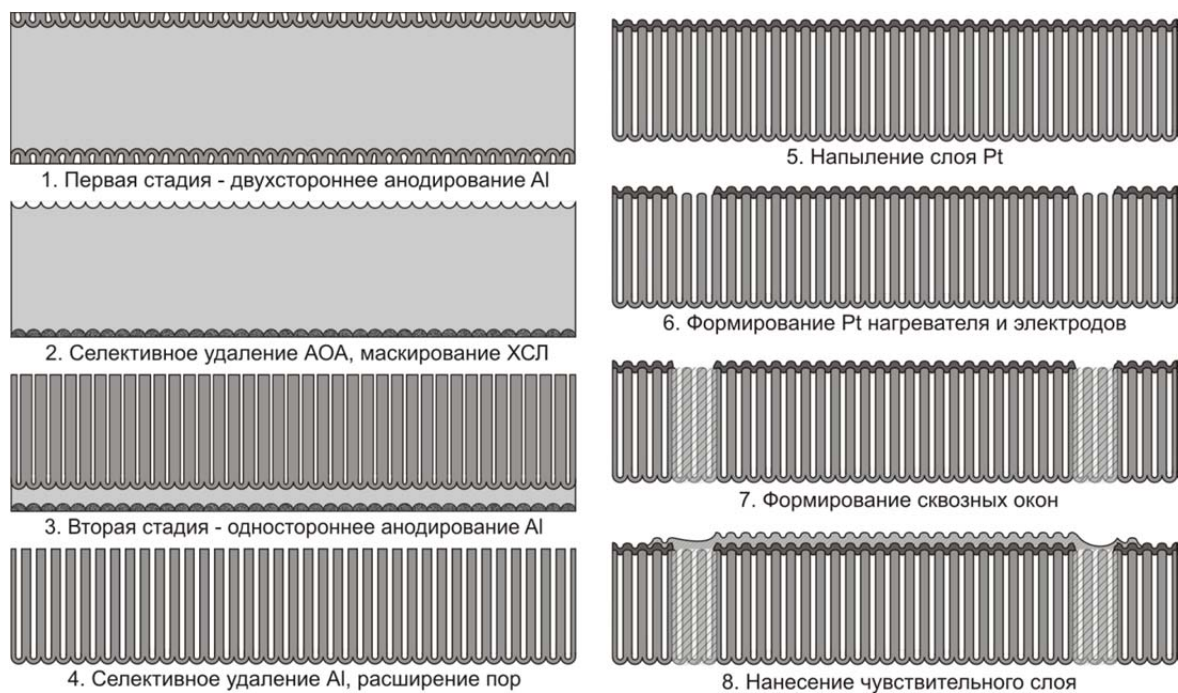 1. Первая стадия - двухстороннее анодирование Al
2. Селективное удаление АОА, маскирование ХСЛ
3. Вторая стадия - одностороннее анодирование Al
4. Селективное удаление Al, расширение пор
5. Напыление слоя Pt
6. Формирование Pt нагревателя и электродов
7. Формирование сквозных окон
8. Нанесение чувствительного слоя